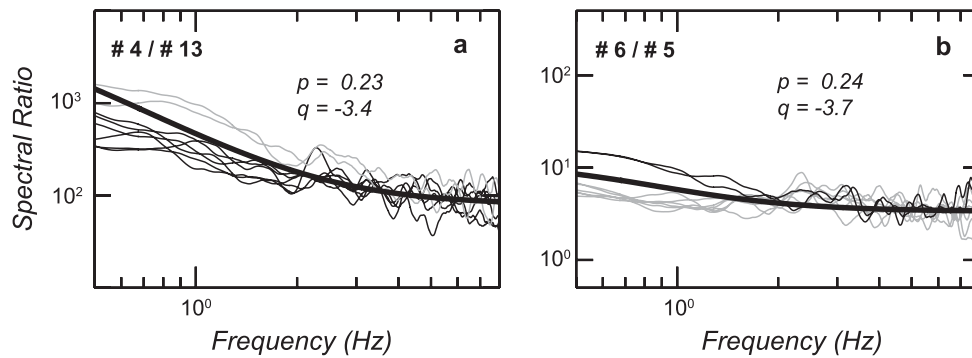 # 4 / # 13
a
p = 0.23
q = -3.4
10³
10²
10⁰
Spectral Ratio
Frequency (Hz)
# 6 / # 5
b
p = 0.24
q = -3.7
10²
10¹
10⁰
10⁰
Frequency (Hz)